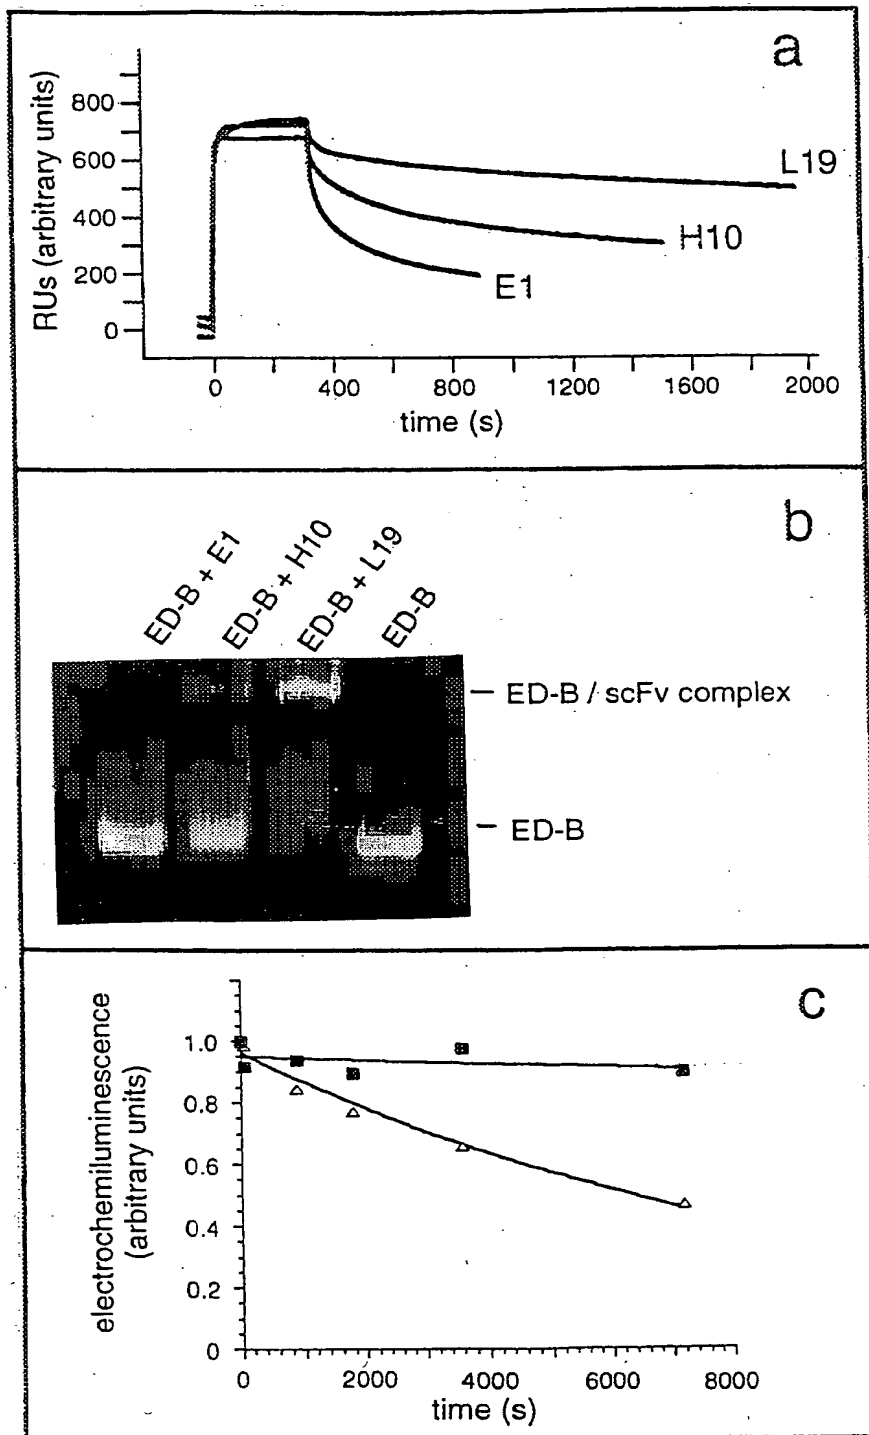 a
RUs (arbitrary units)
800
600
400
200
0
L19
H10
E1
0 400 800 1200 1600 2000
time (s)
b
ED-B + E1
ED-B + H10
ED-B + L19
ED-B
ED-B / scFv complex
ED-B
c
electrochemiluminescence
(arbitrary units)
1.0
0.8
0.6
0.4
0.2
0
0 2000 4000 6000 8000
time (s)